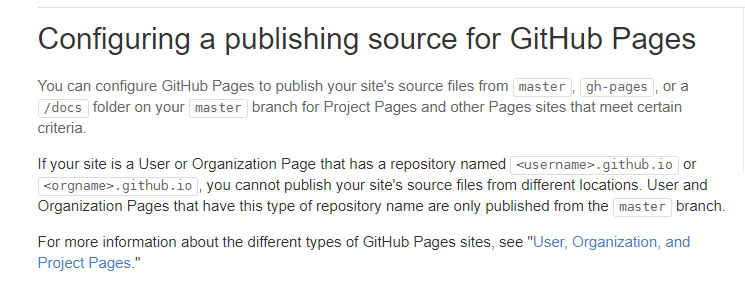 Configuring a publishing source for GitHub Pages
You can configure GitHub Pages to publish your site's source files from master, gh-pages, or a
/docs folder on your master branch for Project Pages and other Pages sites that meet certain
criteria.
If your site is a User or Organization Page that has a repository named <username>.github.io or
<orgname>.github.io, you cannot publish your site's source files from different locations. User and
Organization Pages that have this type of repository name are only published from the master branch.
For more information about the different types of GitHub Pages sites, see "User, Organization, and
Project Pages."